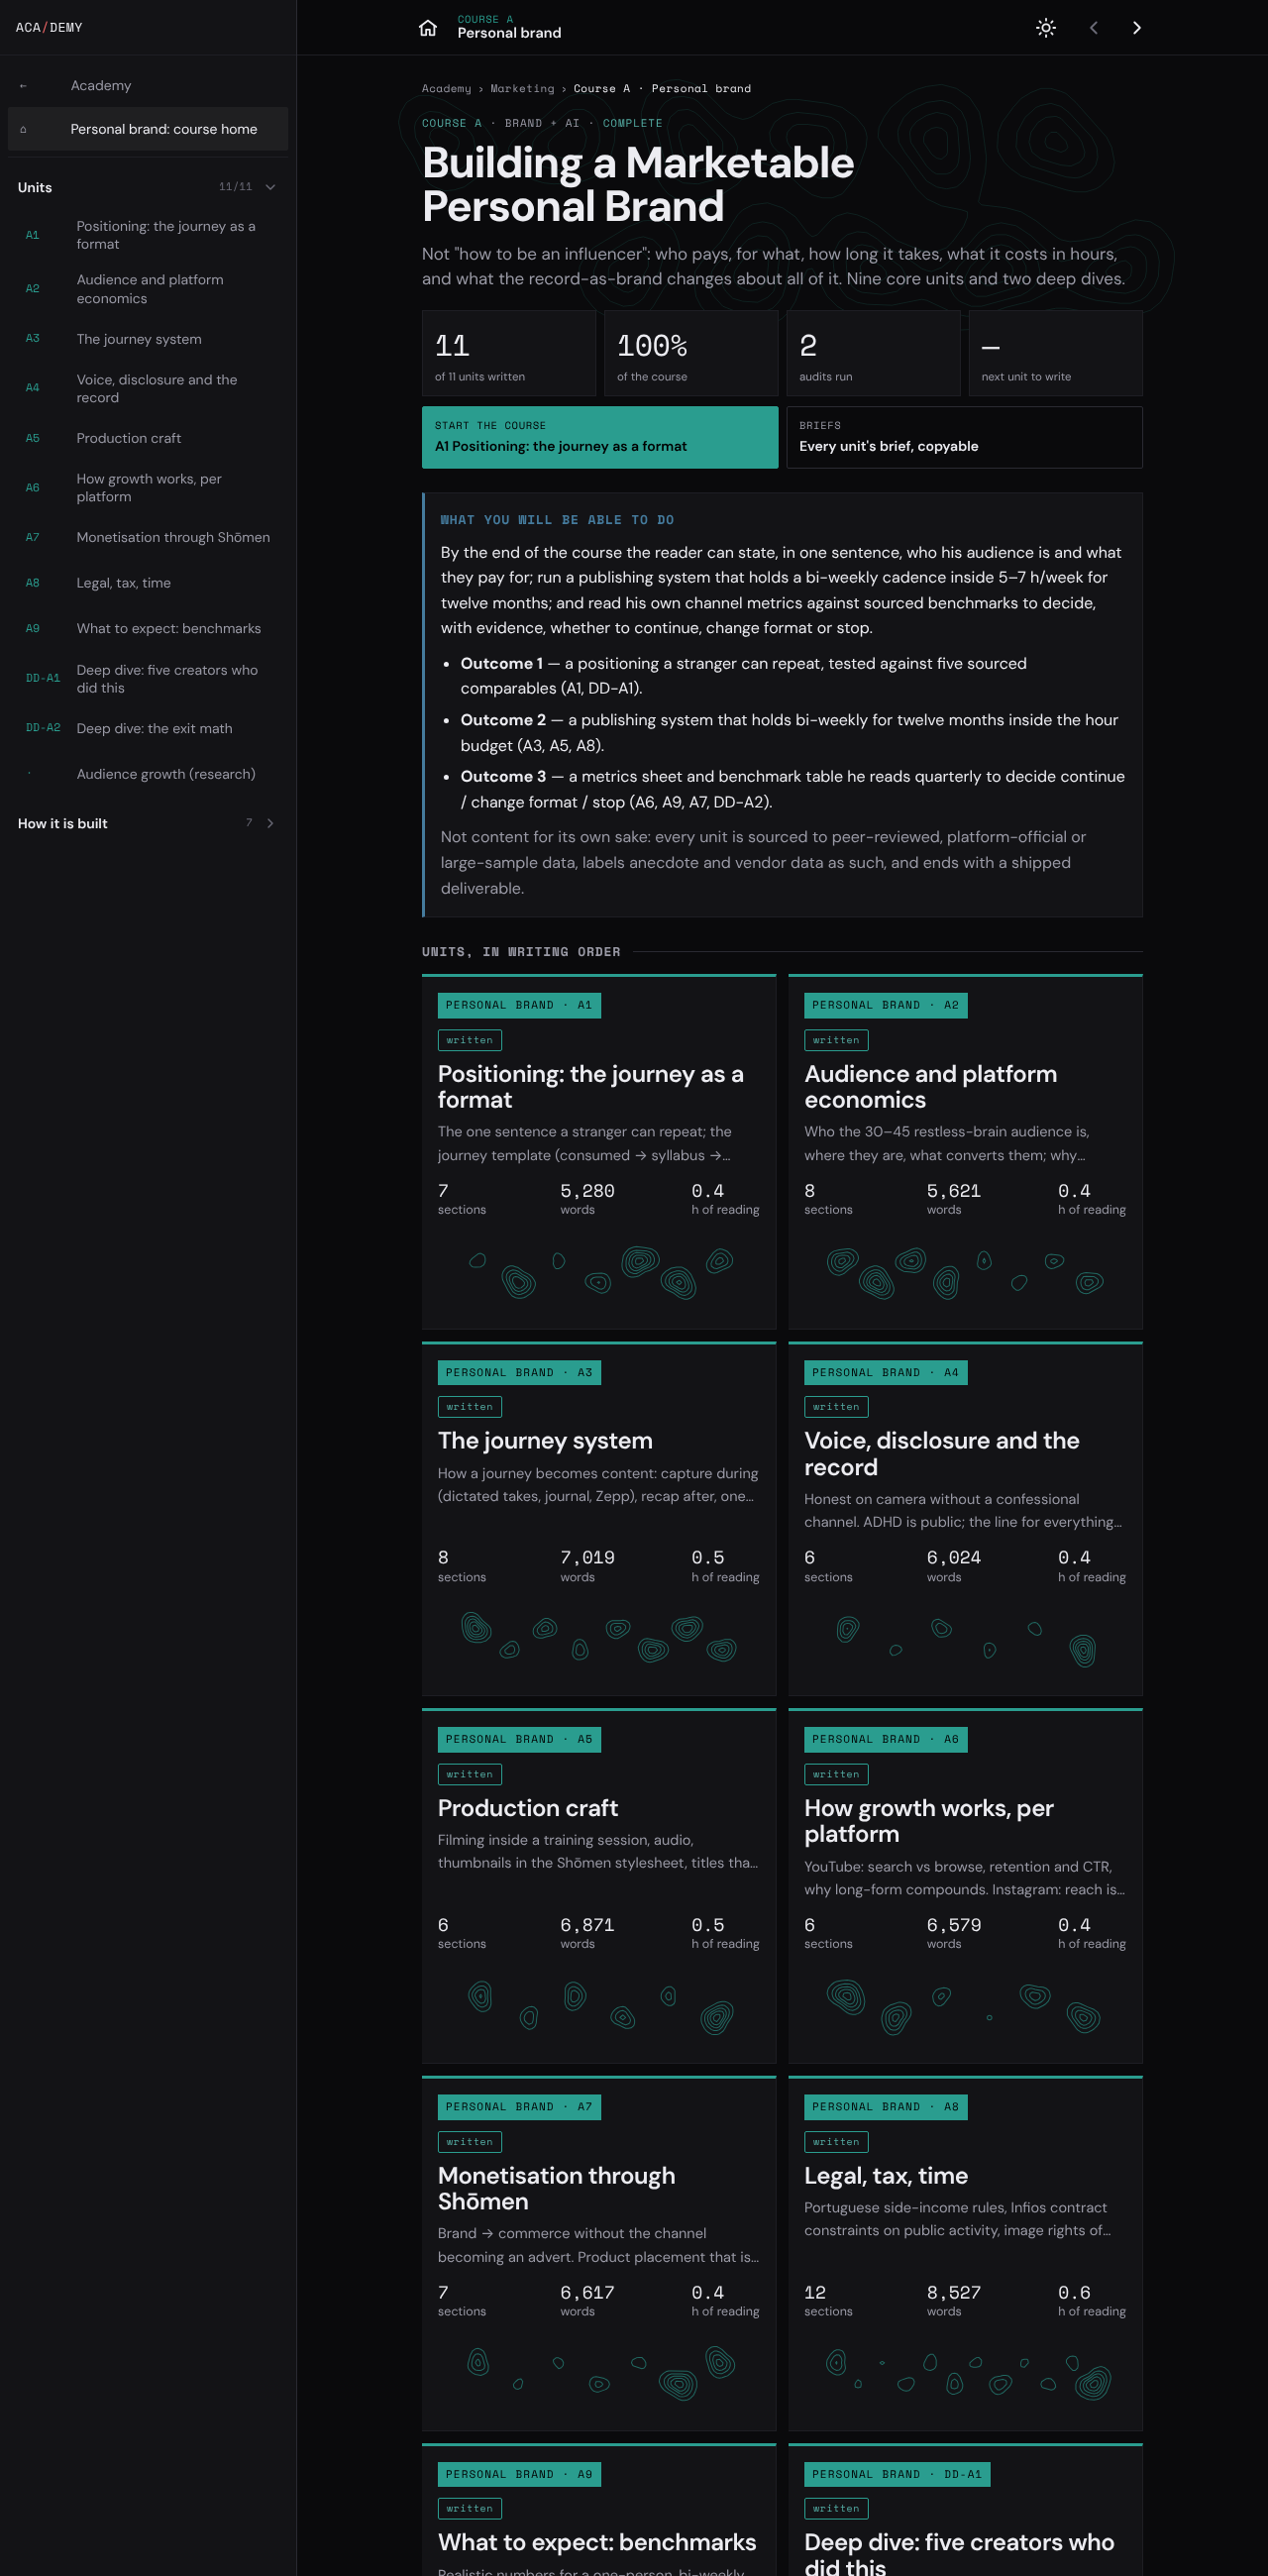 ACA/DEMY
← Academy
⌂ Personal brand: course home
Units 11/11
A1 Positioning: the journey as a
format
A2 Audience and platform
economics
A3 The journey system
A4 Voice, disclosure and the
record
A5 Production craft
A6 How growth works, per
platform
A7 Monetisation through Shōmen
A8 Legal, tax, time
A9 What to expect: benchmarks
DD-A1 Deep dive: five creators who
did this
DD-A2 Deep dive: the exit math
· Audience growth (research)
How it is built 7
COURSE A
Personal brand
Academy › Marketing › Course A · Personal brand
COURSE A · BRAND + AI · COMPLETE
Building a Marketable
Personal Brand
Not "how to be an influencer": who pays, for what, how long it takes, what it costs in hours,
and what the record-as-brand changes about all of it. Nine core units and two deep dives.
11
of 11 units written
100%
of the course
2
audits run
—
next unit to write
START THE COURSE
A1 Positioning: the journey as a format
BRIEFS
Every unit's brief, copyable
WHAT YOU WILL BE ABLE TO DO
By the end of the course the reader can state, in one sentence, who his audience is and what
they pay for; run a publishing system that holds a bi-weekly cadence inside 5–7 h/week for
twelve months; and read his own channel metrics against sourced benchmarks to decide,
with evidence, whether to continue, change format or stop.
• Outcome 1 — a positioning a stranger can repeat, tested against five sourced
comparables (A1, DD-A1).
• Outcome 2 — a publishing system that holds bi-weekly for twelve months inside the hour
budget (A3, A5, A8).
• Outcome 3 — a metrics sheet and benchmark table he reads quarterly to decide continue
/ change format / stop (A6, A9, A7, DD-A2).
Not content for its own sake: every unit is sourced to peer-reviewed, platform-official or
large-sample data, labels anecdote and vendor data as such, and ends with a shipped
deliverable.
UNITS, IN WRITING ORDER
PERSONAL BRAND · A1
written
Positioning: the journey as a
format
The one sentence a stranger can repeat; the
journey template (consumed → syllabus →…
7 5,280 0.4
sections words h of reading
PERSONAL BRAND · A2
written
Audience and platform
economics
Who the 30–45 restless-brain audience is,
where they are, what converts them; why…
8 5,621 0.4
sections words h of reading
PERSONAL BRAND · A3
written
The journey system
How a journey becomes content: capture during
(dictated takes, journal, Zepp), recap after, one…
8 7,019 0.5
sections words h of reading
PERSONAL BRAND · A4
written
Voice, disclosure and the
record
Honest on camera without a confessional
channel. ADHD is public; the line for everything…
6 6,024 0.4
sections words h of reading
PERSONAL BRAND · A5
written
Production craft
Filming inside a training session, audio,
thumbnails in the Shōmen stylesheet, titles tha…
6 6,871 0.5
sections words h of reading
PERSONAL BRAND · A6
written
How growth works, per
platform
YouTube: search vs browse, retention and CTR,
why long-form compounds. Instagram: reach is…
6 6,579 0.4
sections words h of reading
PERSONAL BRAND · A7
written
Monetisation through
Shōmen
Brand → commerce without the channel
becoming an advert. Product placement that is…
7 6,617 0.4
sections words h of reading
PERSONAL BRAND · A8
written
Legal, tax, time
Portuguese side-income rules, Infios contract
constraints on public activity, image rights of…
12 8,527 0.6
sections words h of reading
PERSONAL BRAND · A9
written
What to expect: benchmarks
Realistic numbers for a one-person, bi-weekly
PERSONAL BRAND · DD-A1
written
Deep dive: five creators who
did this